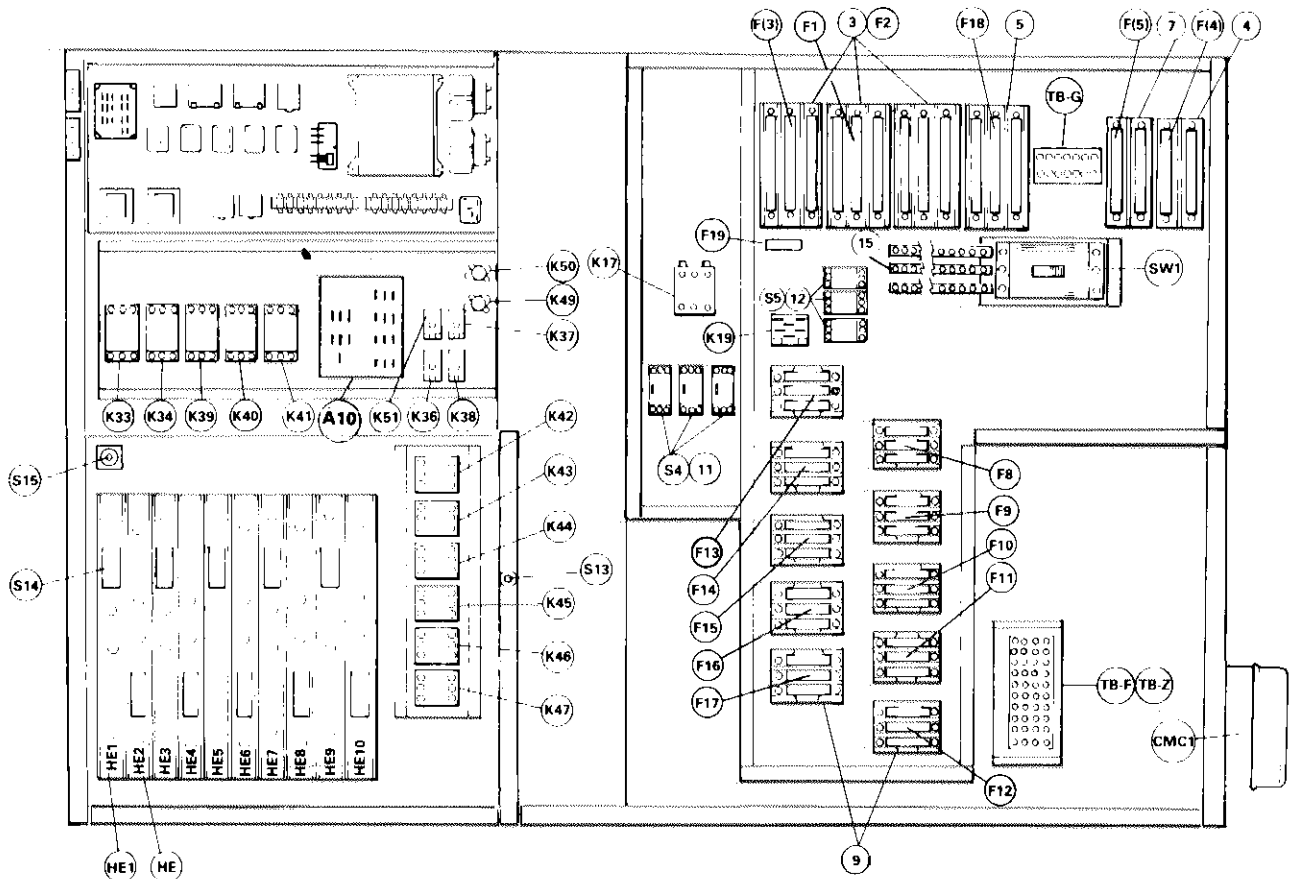 F(3) F1 3 F2 F18 5 F(5) 7 F(4) 4
TB-G
F19 15
K50 K17 SW1
K49 S5 12
K37 K19
K33 K34 K39 K40 K41 A10 K51 K36 K38
K42
S15 K43 S4 11 F8
K44 F9
S14 S13 F13 F10
K45 F14 F11
K46 F15
K47 F16
F17 TB-F TB-Z
CMC1
HE1 HE2 HE3 HE4 HE5 HE6 HE7 HE8 HE9 HE10
F12
HE1 HE 9